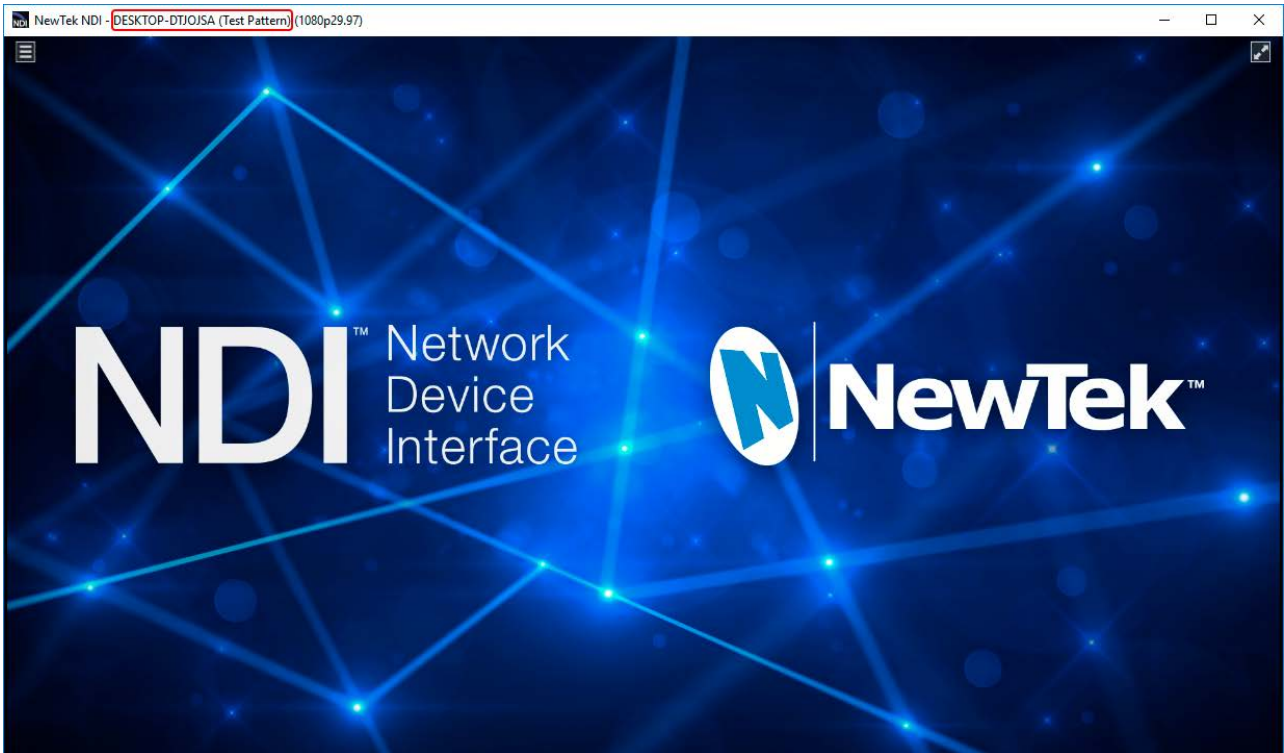 NewTek NDI - DESKTOP-DTJOJSA (Test Pattern) (1080p29.97)
NDI™ Network
Device
Interface
N NewTek™